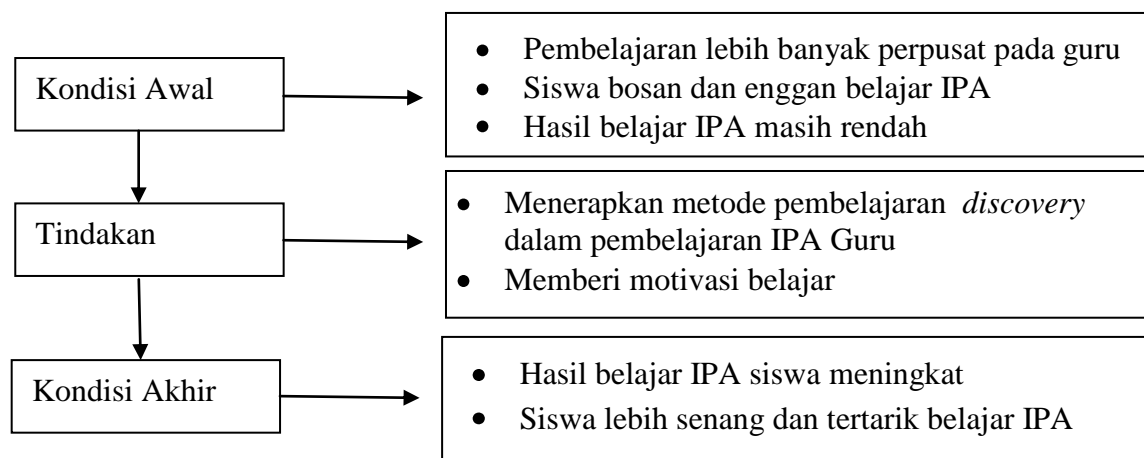 Kondisi Awal
• Pembelajaran lebih banyak perpusat pada guru
• Siswa bosan dan enggan belajar IPA
• Hasil belajar IPA masih rendah
Tindakan
• Menerapkan metode pembelajaran discovery
dalam pembelajaran IPA Guru
• Memberi motivasi belajar
Kondisi Akhir
• Hasil belajar IPA siswa meningkat
• Siswa lebih senang dan tertarik belajar IPA